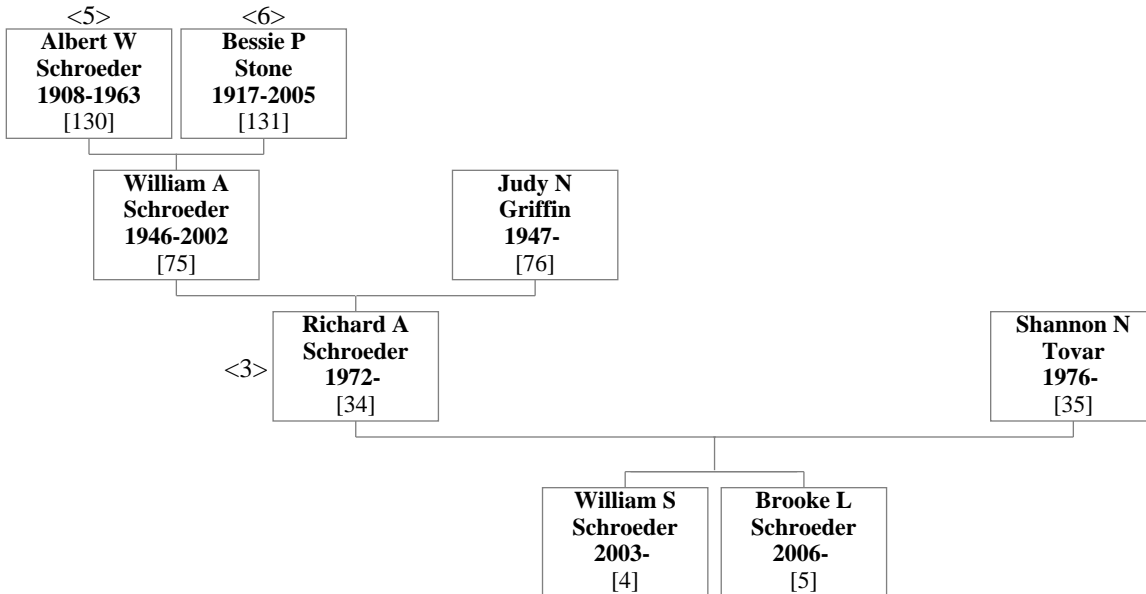 <5>
<6>
Albert W
Schroeder
1908-1963
[130]
Bessie P
Stone
1917-2005
[131]
William A
Schroeder
1946-2002
[75]
Judy N
Griffin
1947-
[76]
<3>
Richard A
Schroeder
1972-
[34]
Shannon N
Tovar
1976-
[35]
William S
Schroeder
2003-
[4]
Brooke L
Schroeder
2006-
[5]